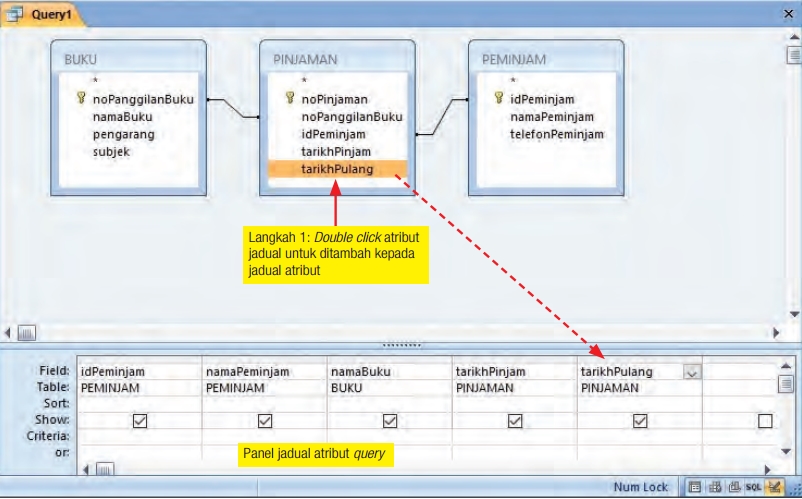 Query1
BUKU
*
noPanggilanBuku
namaBuku
pengarang
subjek
PINJAMAN
*
noPinjaman
noPanggilanBuku
idPeminjam
tarikhPinjam
tarikhPulang
PEMINJAM
*
idPeminjam
namaPeminjam
telefonPeminjam
Langkah 1: Double click atribut
jadual untuk ditambah kepada
jadual atribut
Field: idPeminjam namaPeminjam namaBuku tarikhPinjam tarikhPulang
Table: PEMINJAM PEMINJAM BUKU PINJAMAN PINJAMAN
Sort:
Show:
Criteria:
or:
Panel jadual atribut query
Num Lock SQL